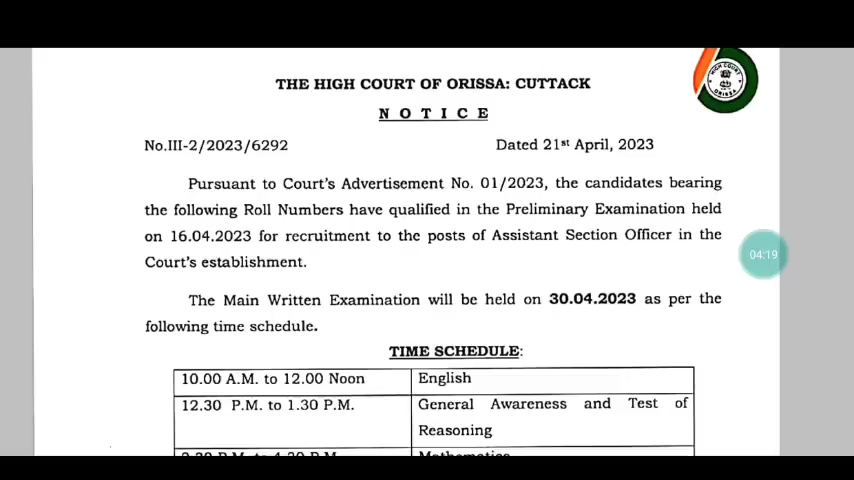 HIGH COURT
ORISSA
THE HIGH COURT OF ORISSA: CUTTACK
N O T I C E
No.III-2/2023/6292 Dated 21st April, 2023
Pursuant to Court's Advertisement No. 01/2023, the candidates bearing
the following Roll Numbers have qualified in the Preliminary Examination held
on 16.04.2023 for recruitment to the posts of Assistant Section Officer in the
Court's establishment.
04:19
The Main Written Examination will be held on 30.04.2023 as per the
following time schedule.
TIME SCHEDULE:
10.00 A.M. to 12.00 Noon English
12.30 P.M. to 1.30 P.M. General Awareness and Test of
Reasoning
Mathematics